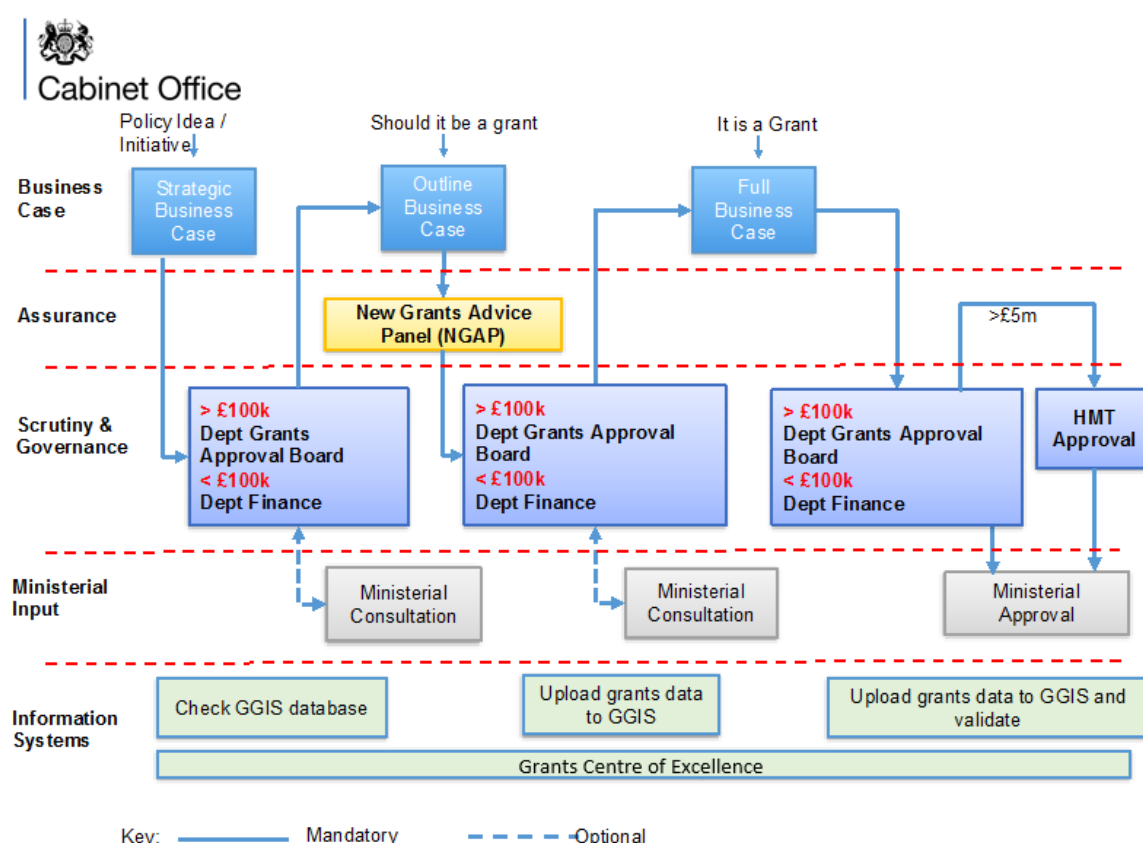 Cabinet Office
Policy Idea /
Initiative
Should it be a grant
It is a Grant
Business
Case
Strategic
Business
Case
Outline
Business
Case
Full
Business
Case
Assurance
New Grants Advice
Panel (NGAP)
>£5m
Scrutiny &
Governance
> £100k
Dept Grants
Approval Board
< £100k
Dept Finance
> £100k
Dept Grants Approval
Board
< £100k
Dept Finance
> £100k
Dept Grants Approval
Board
< £100k
Dept Finance
HMT
Approval
Ministerial
Input
Ministerial
Consultation
Ministerial
Consultation
Ministerial
Approval
Information
Systems
Check GGIS database
Upload grants data
to GGIS
Upload grants data to GGIS and
validate
Grants Centre of Excellence
Key:
Mandatory
Optional